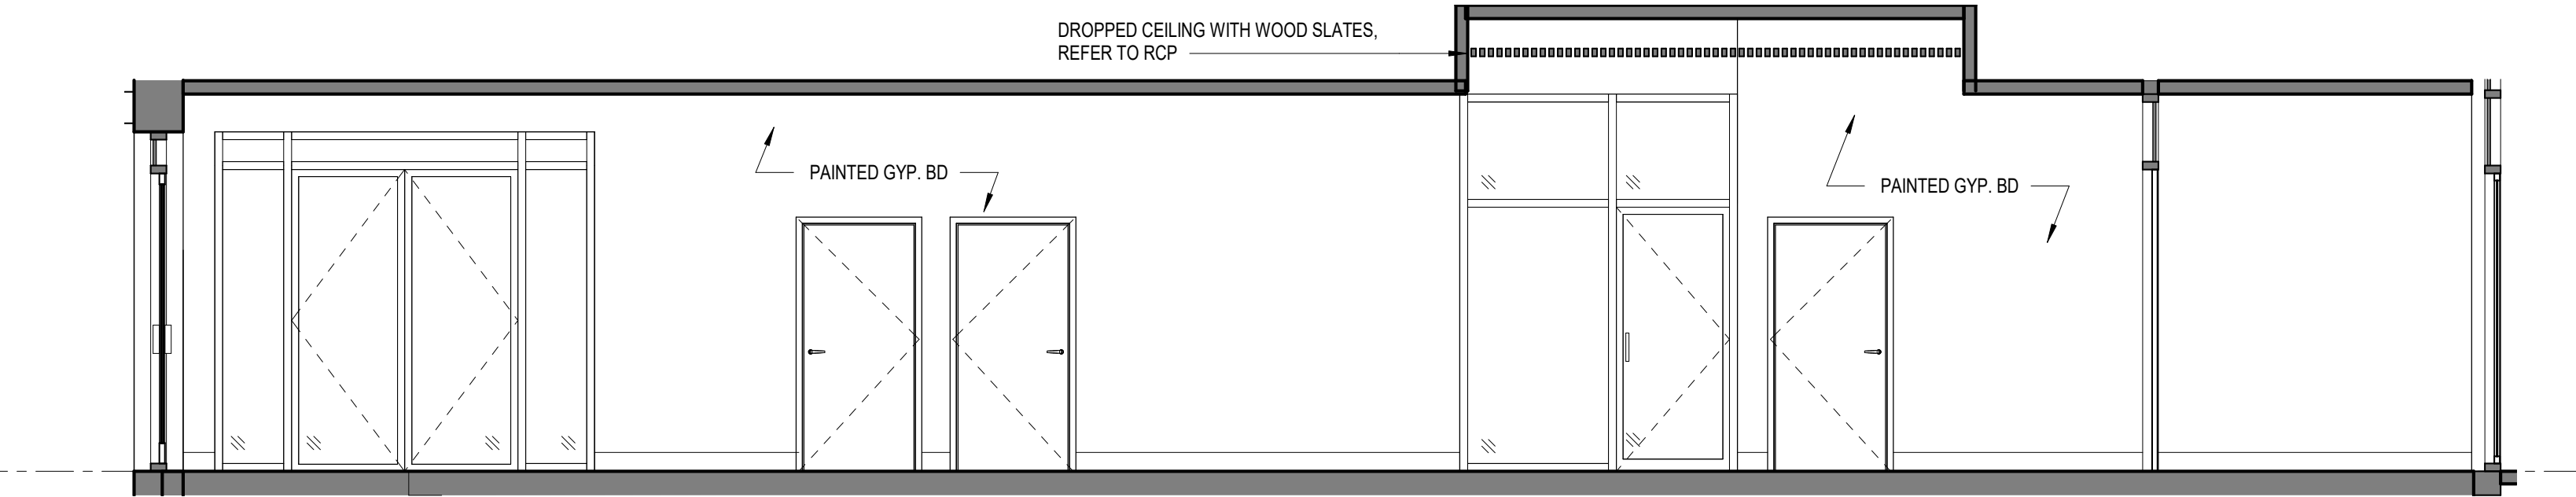 DROPPED CEILING WITH WOOD SLATES,
REFER TO RCP
PAINTED GYP. BD
PAINTED GYP. BD